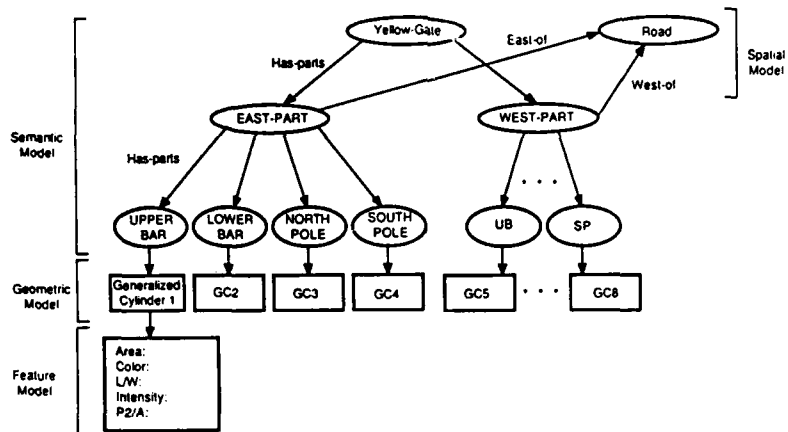 Yellow-Gate
East-of
Road
Spatial
Model
Has-parts
West-of
EAST-PART
WEST-PART
Semantic
Model
Has-parts
. . .
UPPER
BAR
LOWER
BAR
NORTH
POLE
SOUTH
POLE
UB
SP
Geometric
Model
Generalized
Cylinder 1
GC2
GC3
GC4
GC5
. . .
GC8
Feature
Model
Area:
Color:
L/W:
Intensity:
P2/A: